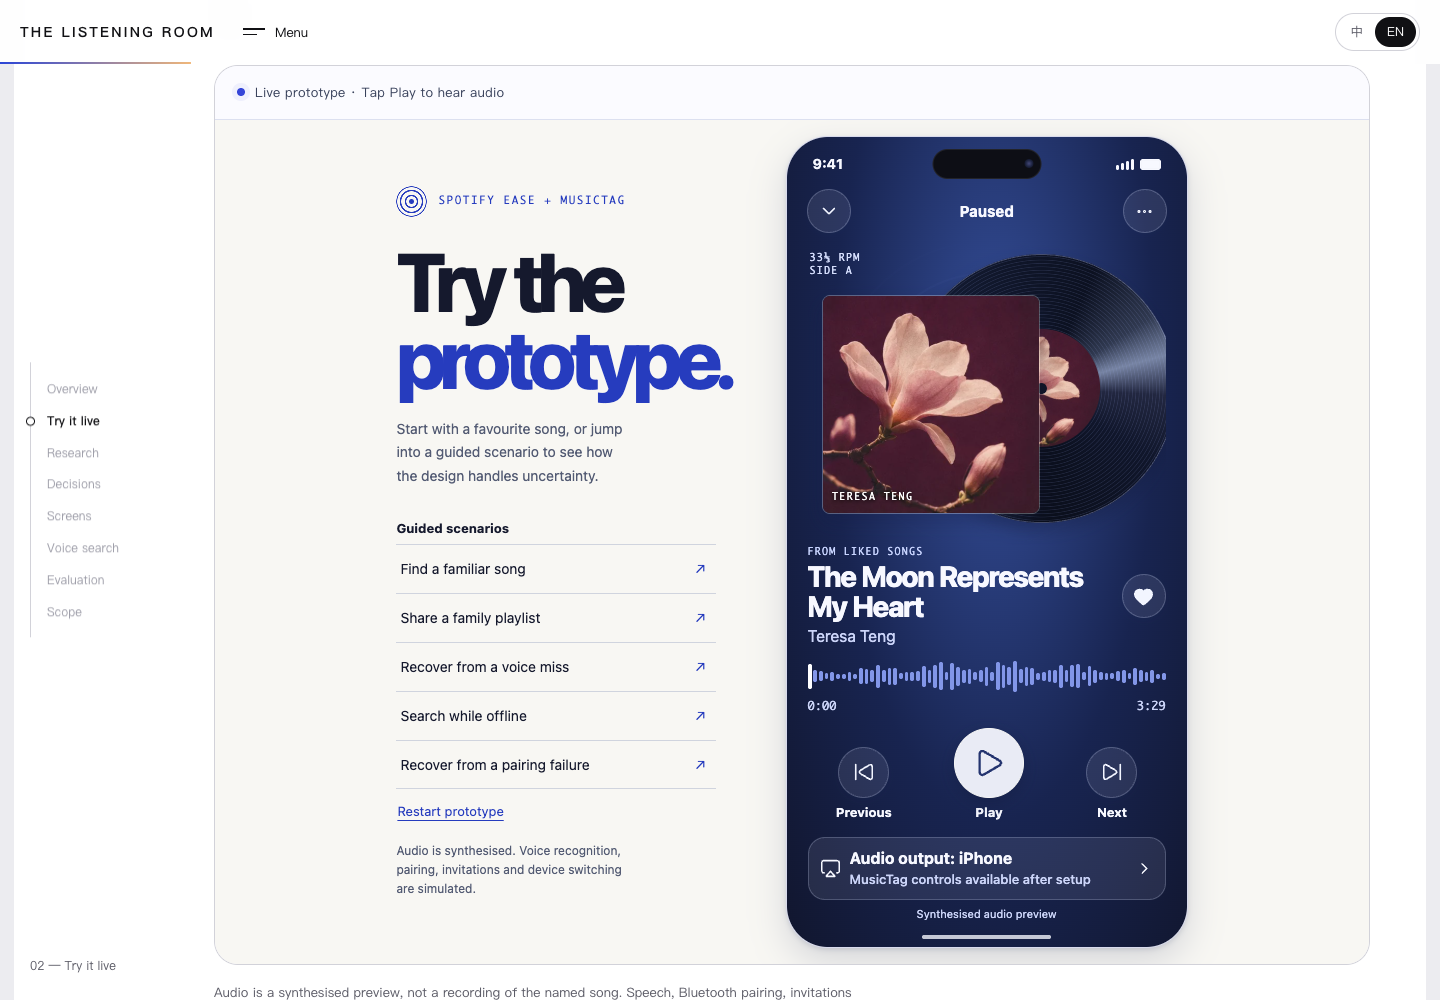 THE LISTENING ROOM
Menu
中
EN
Live prototype · Tap Play to hear audio
SPOTIFY EASE + MUSICTAG
Try the
prototype.
Start with a favourite song, or jump
into a guided scenario to see how
the design handles uncertainty.
Guided scenarios
Find a familiar song
Share a family playlist
Recover from a voice miss
Search while offline
Recover from a pairing failure
Restart prototype
Audio is synthesised. Voice recognition,
pairing, invitations and device switching
are simulated.
9:41
Paused
33⅓ RPM
SIDE A
TERESA TENG
FROM LIKED SONGS
The Moon Represents
My Heart
Teresa Teng
0:00
3:29
Previous
Play
Next
Audio output: iPhone
MusicTag controls available after setup
Synthesised audio preview
Overview
Try it live
Research
Decisions
Screens
Voice search
Evaluation
Scope
02 — Try it live
Audio is a synthesised preview, not a recording of the named song. Speech, Bluetooth pairing, invitations